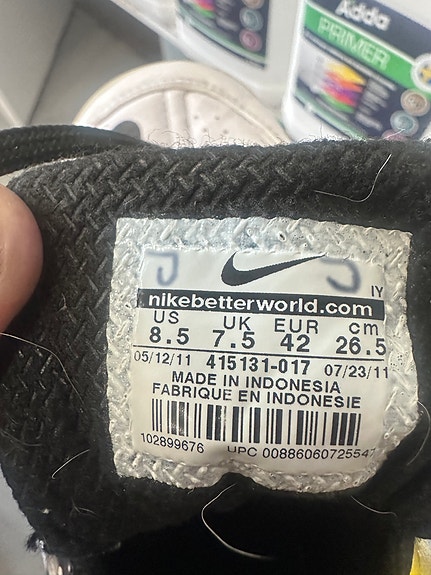 Adda
PRIMER
J J
IY
nikebetterworld.com
US UK EUR cm
8.5 7.5 42 26.5
05/12/11 415131-017 07/23/11
MADE IN INDONESIA
FABRIQUE EN INDONESIE
102899676 UPC 00886060725547